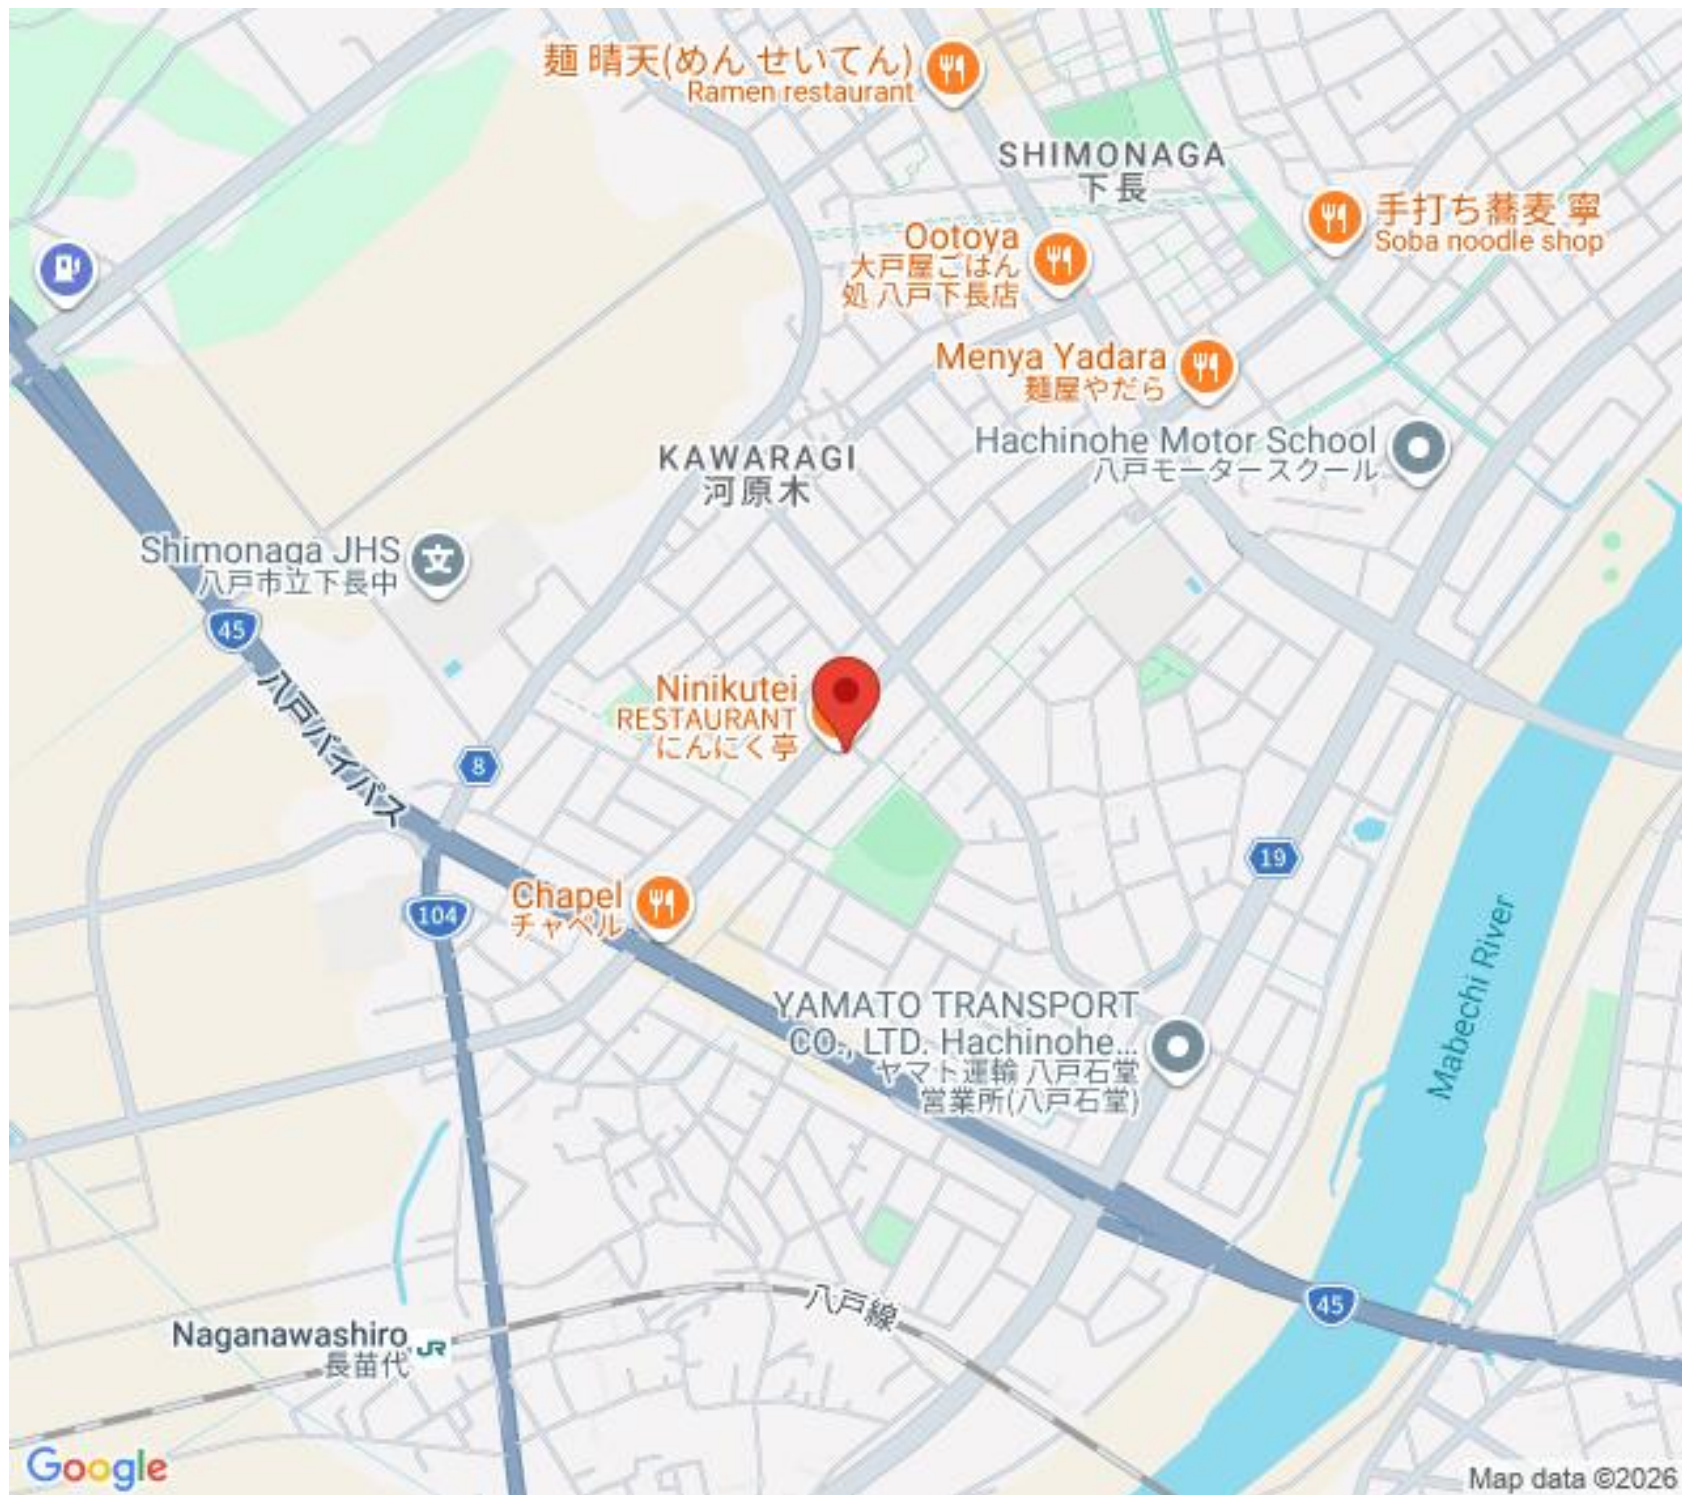 麺 晴天(めん せいてん)
Ramen restaurant
SHIMONAGA
下長
手打ち蕎麦 寧
Soba noodle shop
Ootoya
大戸屋ごはん
処 八戸下長店
Menya Yadara
麺屋やだら
Hachinohe Motor School
八戸モータースクール
KAWARAGI
河原木
Shimonaga JHS
八戸市立下長中
45
八戸バイパス
Ninikutei
RESTAURANT
にんにく亭
8
19
Chapel
チャペル
104
YAMATO TRANSPORT
CO., LTD. Hachinohe...
ヤマト運輸 八戸石堂
営業所(八戸石堂)
Mabechi River
八戸線
45
Naganawashiro
長苗代
JR
Google
Map data ©2026